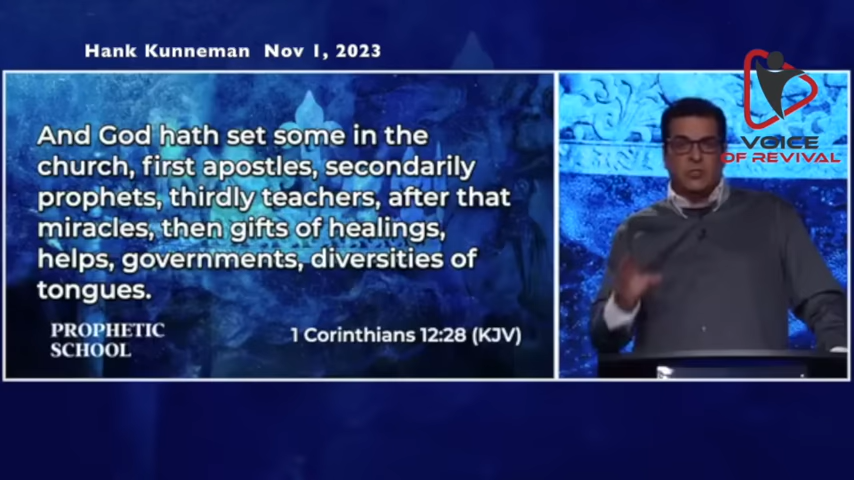 Hank Kunneman Nov 1, 2023
And God hath set some in the
church, first apostles, secondarily
prophets, thirdly teachers, after that
miracles, then gifts of healings,
helps, governments, diversities of
tongues.
PROPHETIC
SCHOOL
1 Corinthians 12:28 (KJV)
VOICE
OF REVIVAL